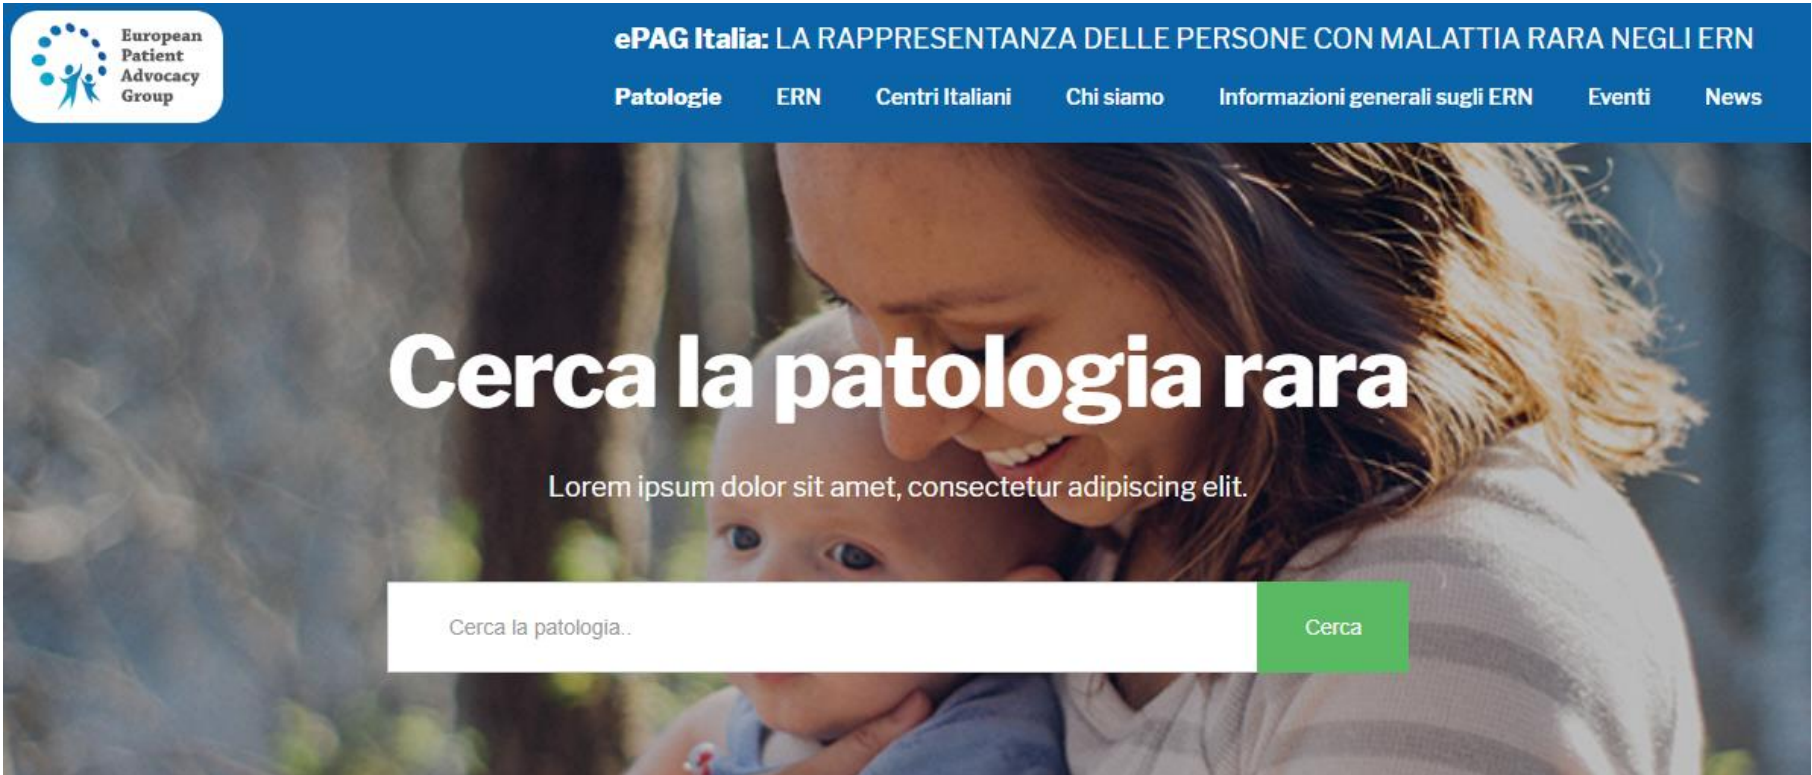 European
Patient
Advocacy
Group
ePAG Italia: LA RAPPRESENTANZA DELLE PERSONE CON MALATTIA RARA NEGLI ERN
Patologie ERN Centri Italiani Chi siamo Informazioni generali sugli ERN Eventi News
Cerca la patologia rara
Lorem ipsum dolor sit amet, consectetur adipiscing elit.
Cerca la patologia.. Cerca